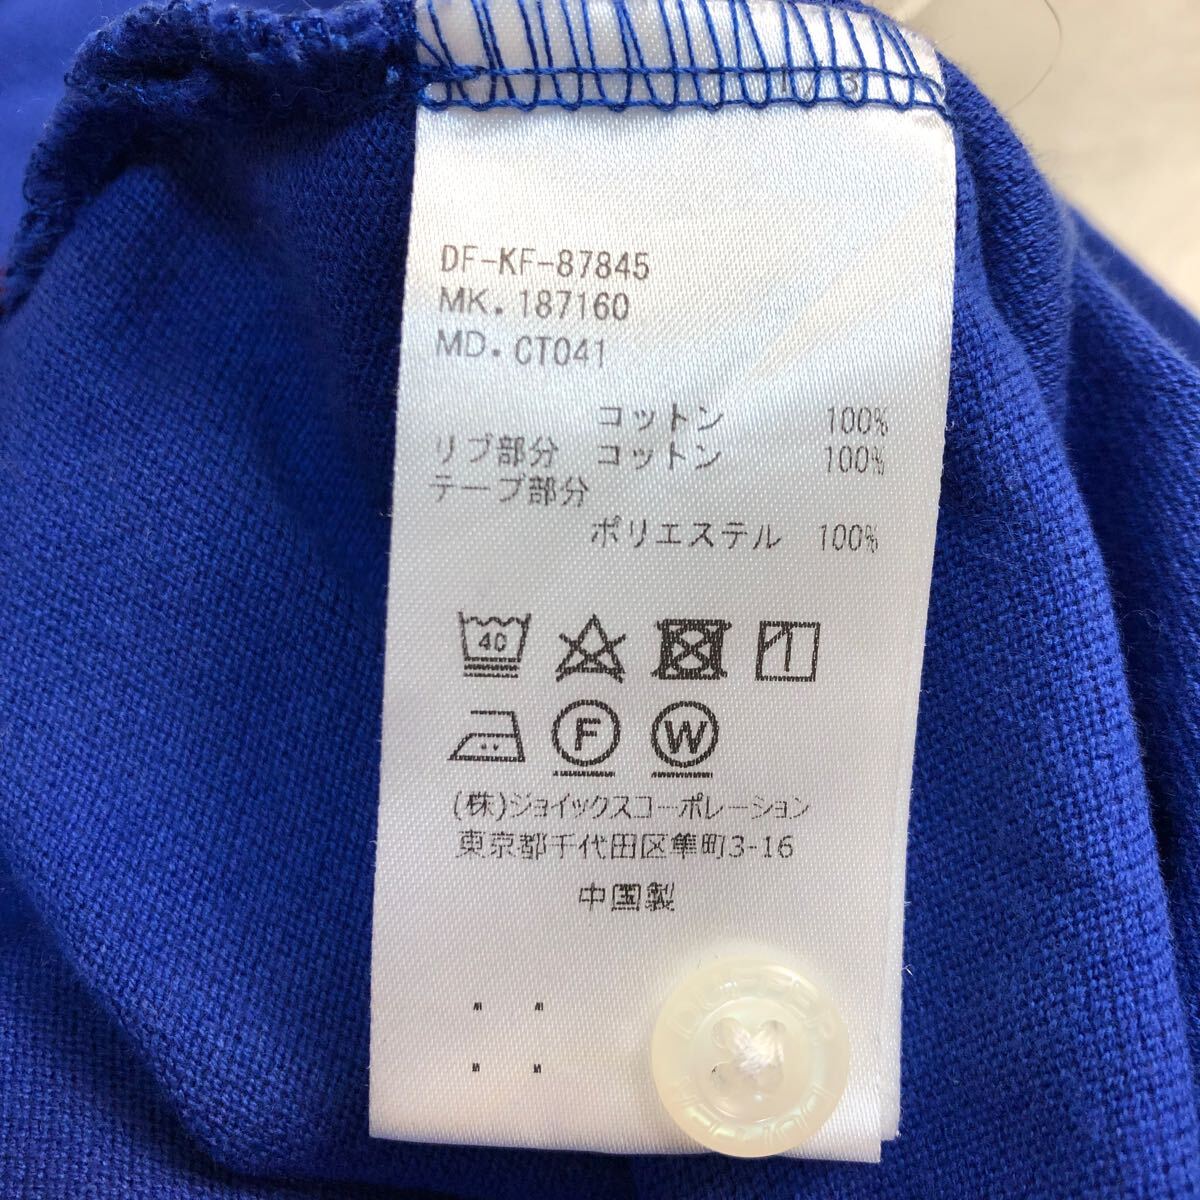 DF-KF-87845
MK.187160
MD.CT041
コットン 100%
リブ部分 コットン 100%
テープ部分
ポリエステル 100%
40
F W
(株)ジョイックスコーポレーション
東京都千代田区隼町3-16
中国製
DUFFER